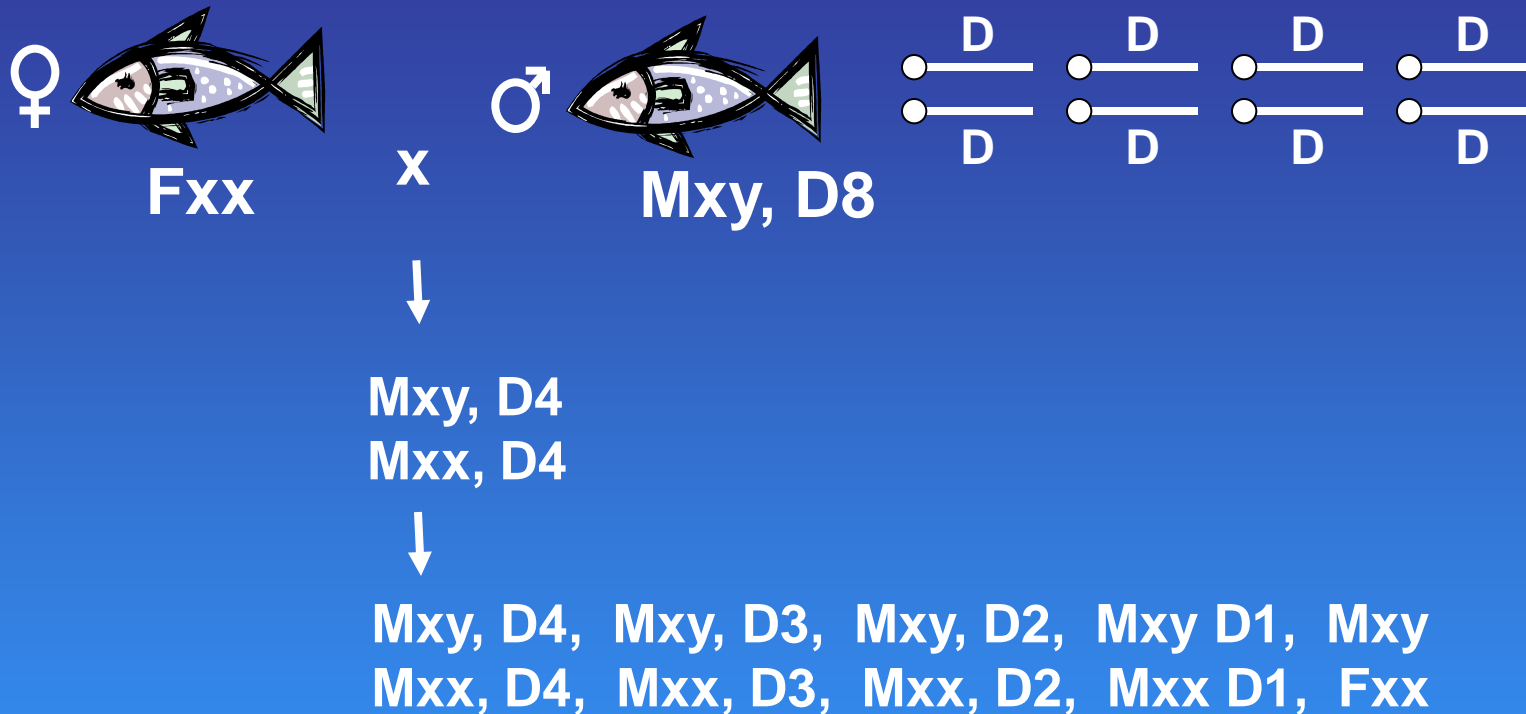 D D D D
D D D D
♀ Fxx x ♂ Mxy, D8
Mxy, D4
Mxx, D4
Mxy, D4, Mxy, D3, Mxy, D2, Mxy D1, Mxy
Mxx, D4, Mxx, D3, Mxx, D2, Mxx D1, Fxx